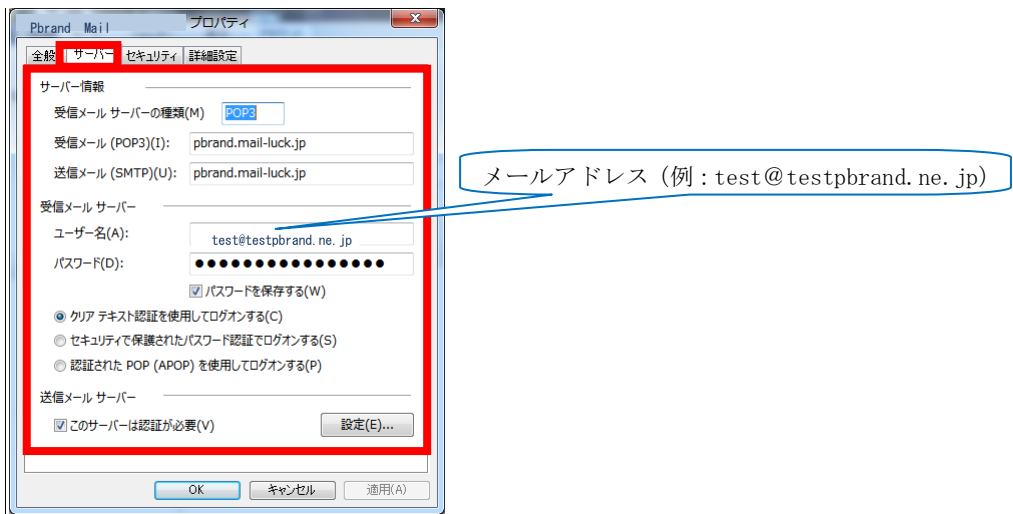 Pbrand Mail プロパティ
全般 サーバー セキュリティ 詳細設定
サーバー情報
受信メール サーバーの種類(M) POP3
受信メール (POP3)(I): pbrand.mail-luck.jp
送信メール (SMTP)(U): pbrand.mail-luck.jp
メールアドレス（例：test＠testpbrand.ne.jp）
受信メール サーバー
ユーザー名(A): test@testpbrand.ne.jp
パスワード(D): ●●●●●●●●●●●●●●●●
パスワードを保存する(W)
クリア テキスト認証を使用してログオンする(C)
セキュリティで保護されたパスワード認証でログオンする(S)
認証された POP (APOP) を使用してログオンする(P)
送信メール サーバー
このサーバーは認証が必要(V) 設定(E)...
OK キャンセル 適用(A)